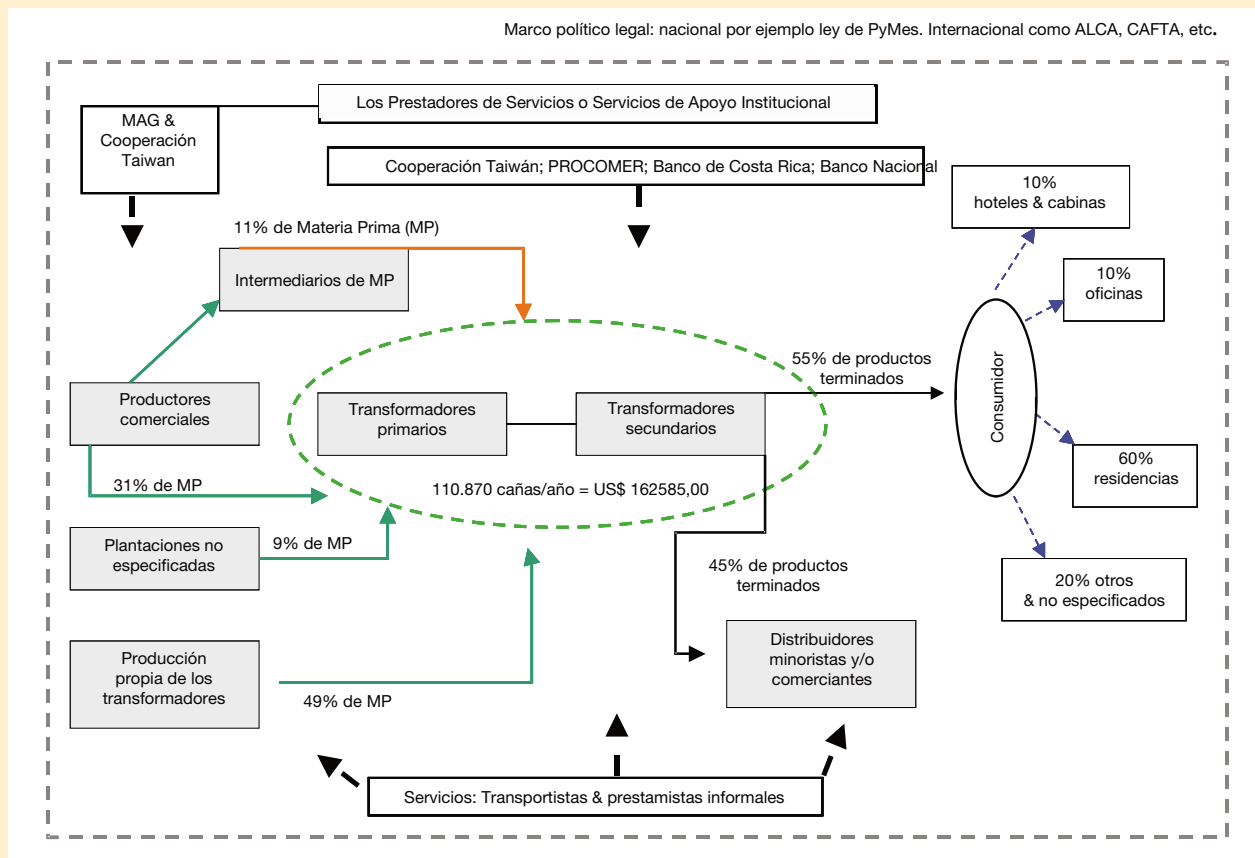 Marco político legal: nacional por ejemplo ley de PyMes. Internacional como ALCA, CAFTA, etc.
Los Prestadores de Servicios o Servicios de Apoyo Institucional
MAG &
Cooperación
Taiwan
Cooperación Taiwán; PROCOMER; Banco de Costa Rica; Banco Nacional
10%
hoteles & cabinas
11% de Materia Prima (MP)
Intermediarios de MP
10%
oficinas
55% de productos
terminados
Consumidor
Productores
comerciales
Transformadores
primarios
Transformadores
secundarios
60%
residencias
31% de MP
110.870 cañas/año = US$ 162585,00
Plantaciones no
especificadas
9% de MP
45% de productos
terminados
20% otros
& no especificados
Producción
propia de los
transformadores
49% de MP
Distribuidores
minoristas y/o
comerciantes
Servicios: Transportistas & prestamistas informales